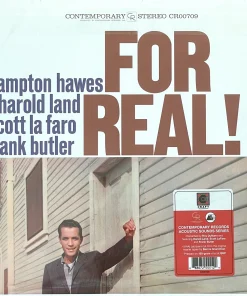 CONTEMPORARY CR STEREO CR00709
FOR
REAL!
ampton hawes
harold land
cott la faro
ank butler
CONTEMPORARY RECORDS
ACOUSTIC SOUNDS SERIES